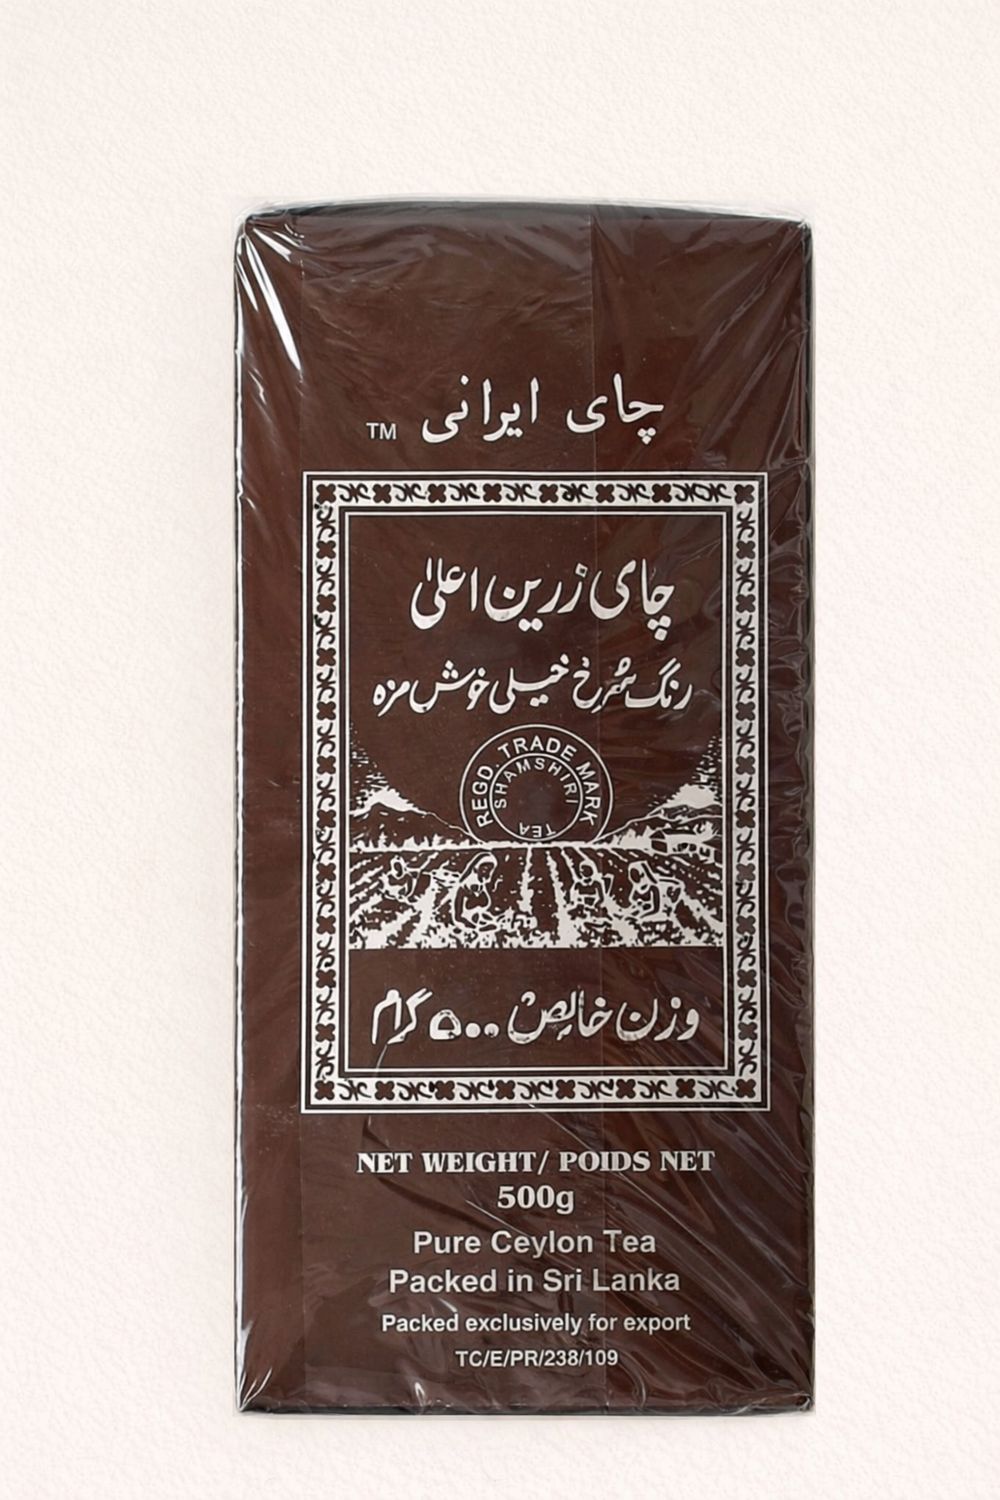 چای ایرانی
TM
چای زرین اعلیٰ
رنگ سُرخ خیلی خوش مزه
REGD. TRADE MARK
SHAMSHIRI
TEA
وزن خالص ۵۰۰ گرام
NET WEIGHT/ POIDS NET
500g
Pure Ceylon Tea
Packed in Sri Lanka
Packed exclusively for export
TC/E/PR/238/109